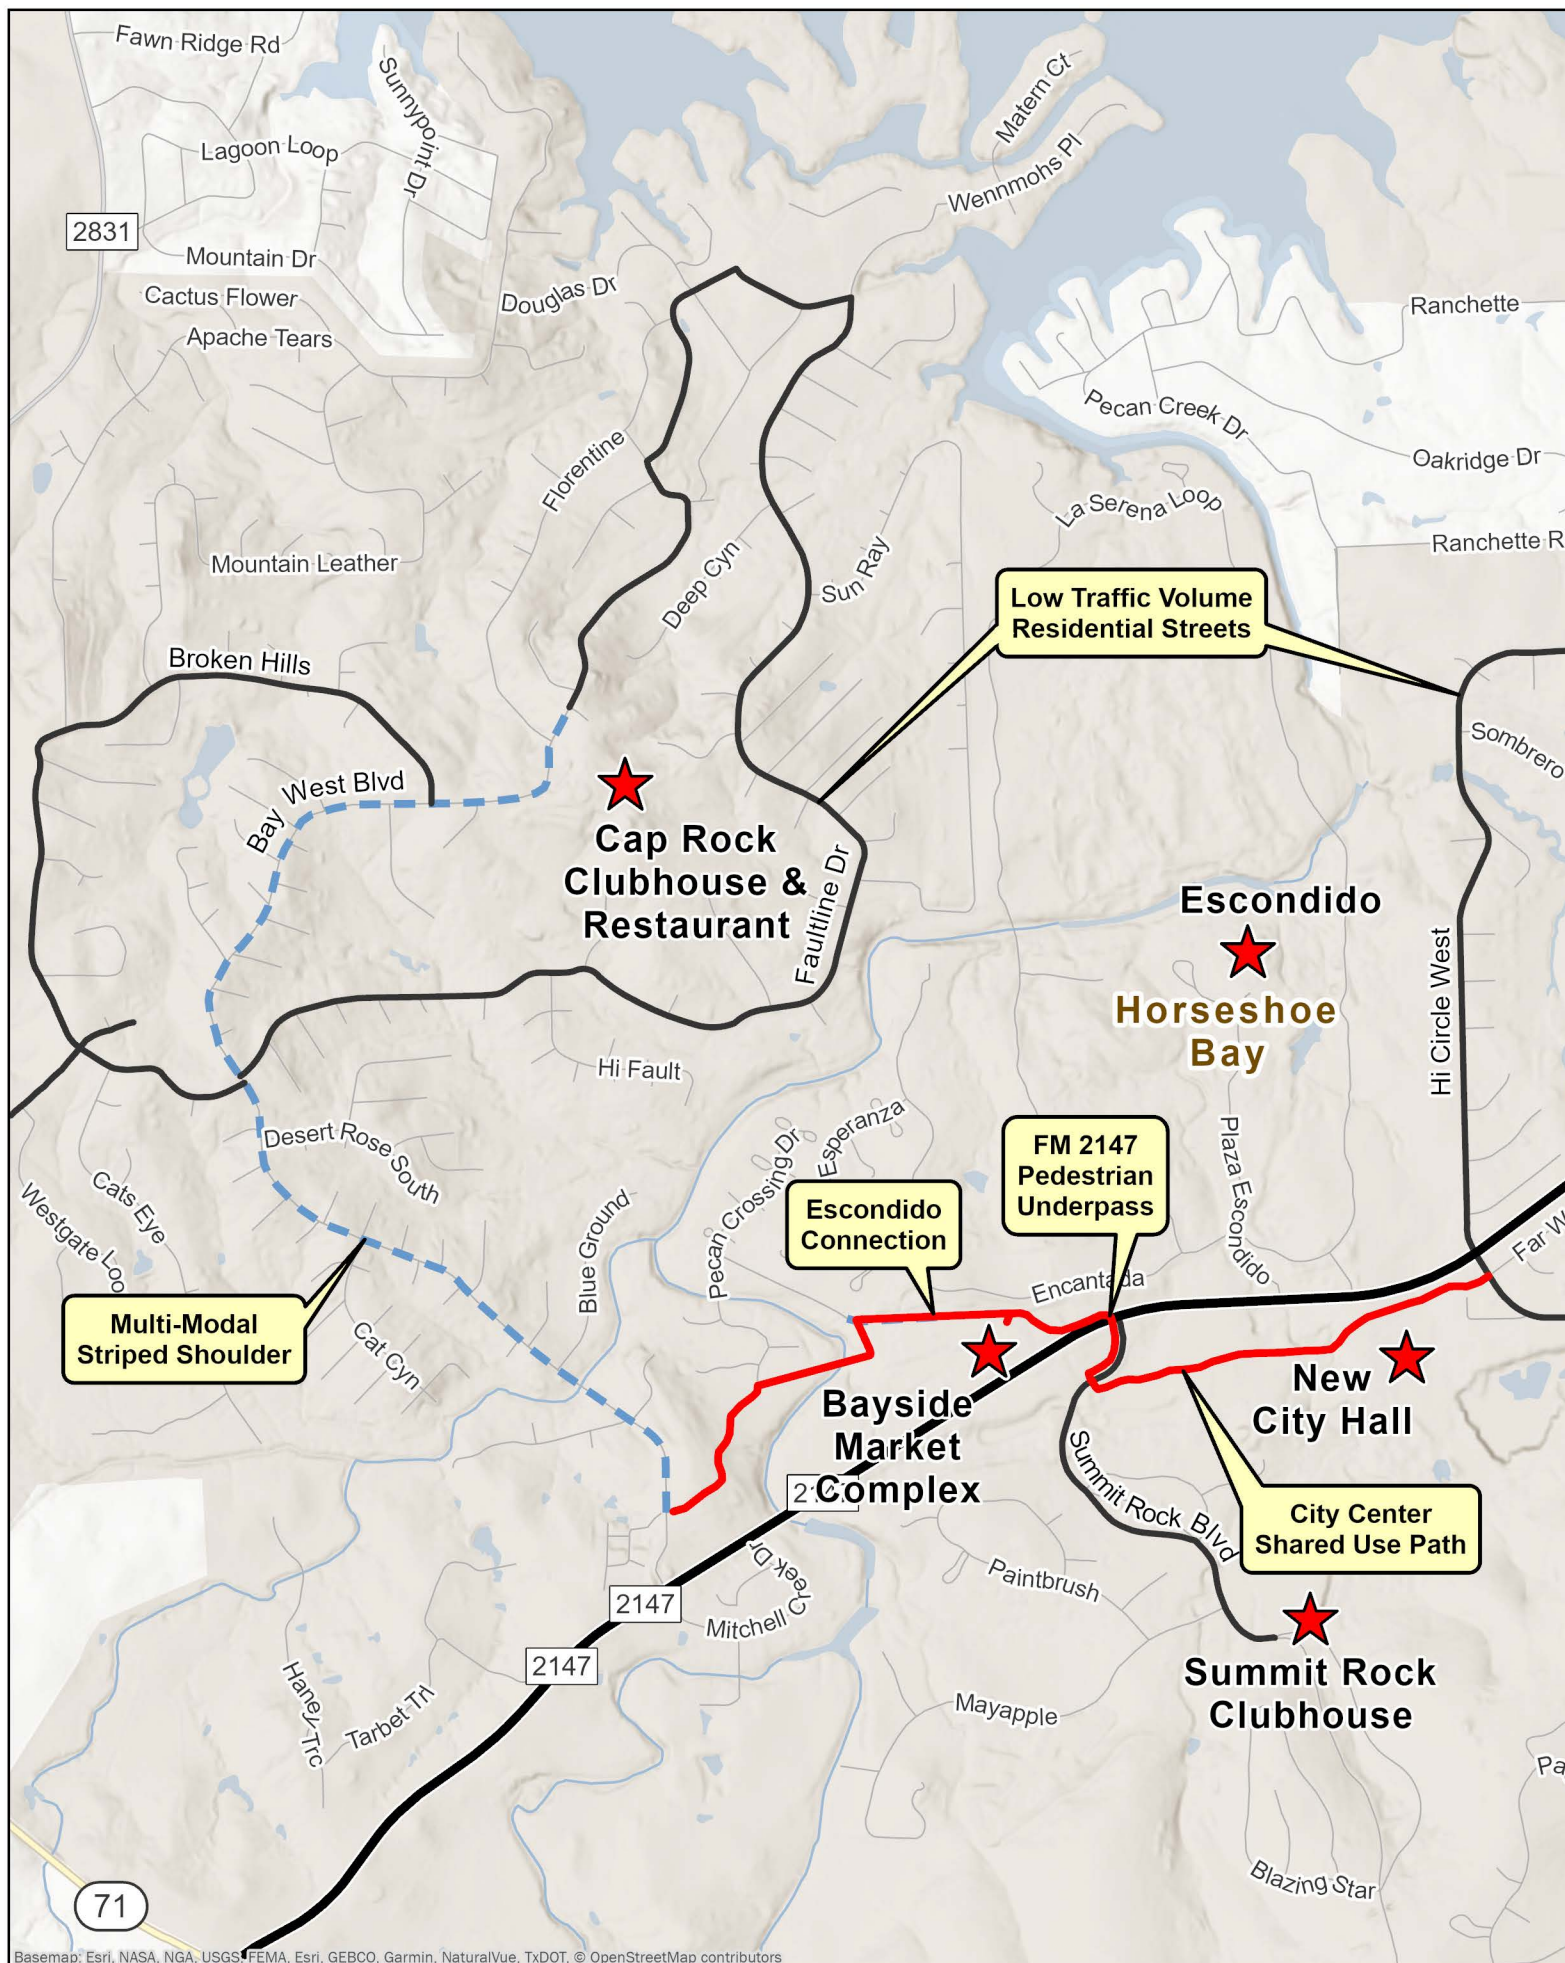 Fawn Ridge Rd
Sunnypoint Dr
Lagoon Loop
Matern Ct
Wennmohs Pl
2831
Mountain Dr
Cactus Flower
Apache Tears
Douglas Dr
Ranchette
Pecan Creek Dr
Oakridge Dr
Florentine
La Serena Loop
Ranchette R
Mountain Leather
Deep Cyn
Sun Ray
Low Traffic Volume
Residential Streets
Broken Hills
Sombrero
Bay West Blvd
Cap Rock
Clubhouse &
Restaurant
Faultline Dr
Escondido
Horseshoe
Bay
Hi Circle West
Hi Fault
Esperanza
Desert Rose South
Pecan Crossing Dr
FM 2147
Pedestrian
Underpass
Plaza Escondido
Cats Eye
Westgate Loo
Blue Ground
Escondido
Connection
Far W
Encantada
Multi-Modal
Striped Shoulder
Cat Cyn
Bayside
Market
Complex
New
City Hall
Summit Rock Blvd
City Center
Shared Use Path
Paintbrush
2147
Mitchell Creek Dr
2147
Haney Trc
Tarbet Trl
Summit Rock
Clubhouse
Mayapple
Pa
Blazing Star
71
Basemap: Esri, NASA, NGA, USGS, FEMA, Esri, GEBCO, Garmin, NaturalVue, TxDOT, © OpenStreetMap contributors